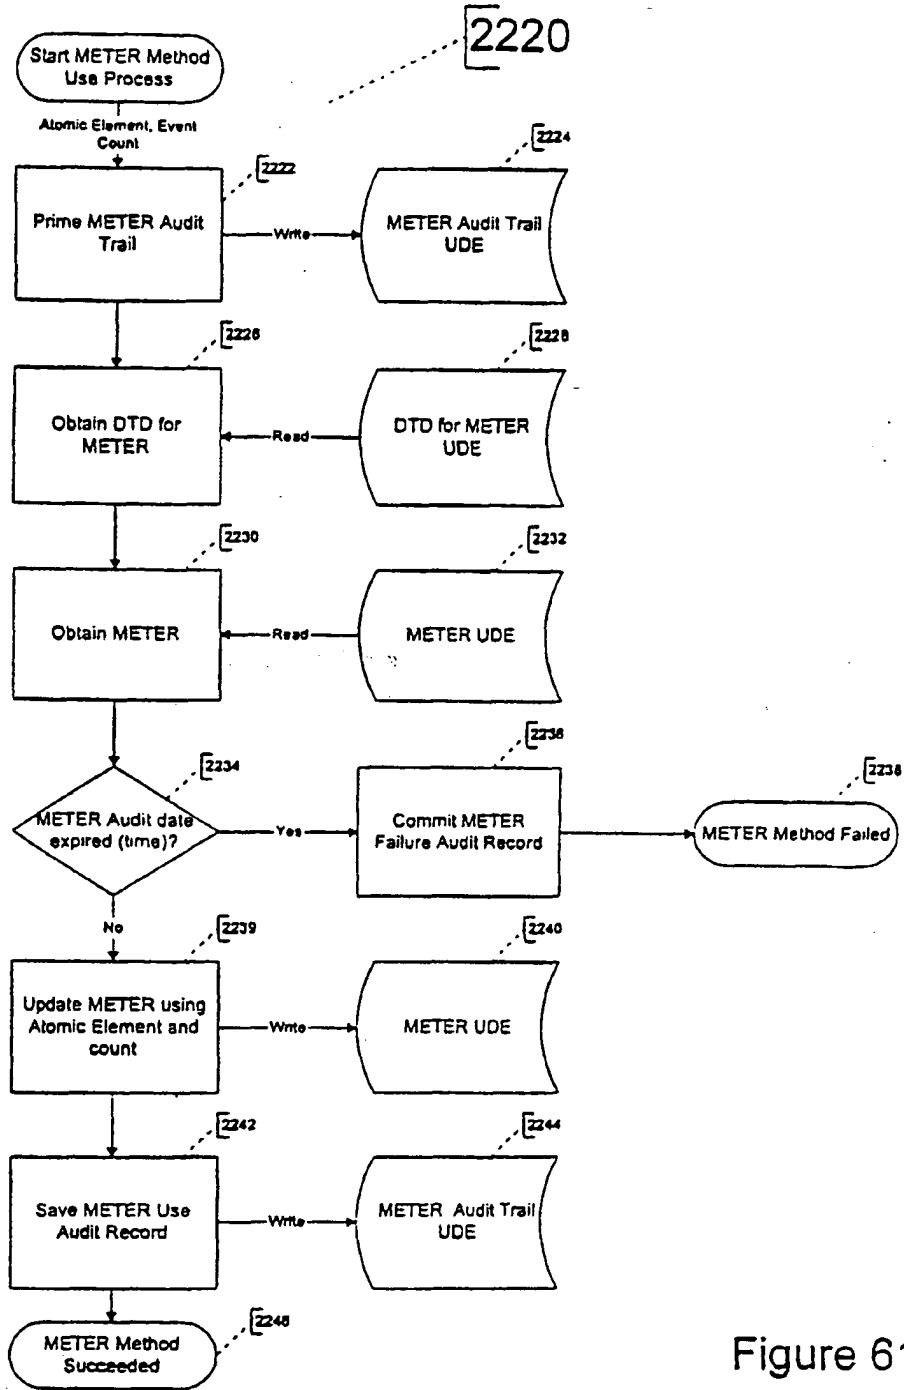 2220
Start METER Method
Use Process
Atomic Element, Event
Count
2222
2224
Prime METER Audit
Trail
Write
METER Audit Trail
UDE
2226
2228
Obtain DTD for
METER
Read
DTD for METER
UDE
2230
2232
Obtain METER
Read
METER UDE
2234
2236
2238
METER Audit date
expired (time)?
Yes
Commit METER
Failure Audit Record
METER Method Failed
No
2239
2240
Update METER using
Atomic Element and
count
Write
METER UDE
2242
2244
Save METER Use
Audit Record
Write
METER Audit Trail
UDE
2246
METER Method
Succeeded
Figure 61